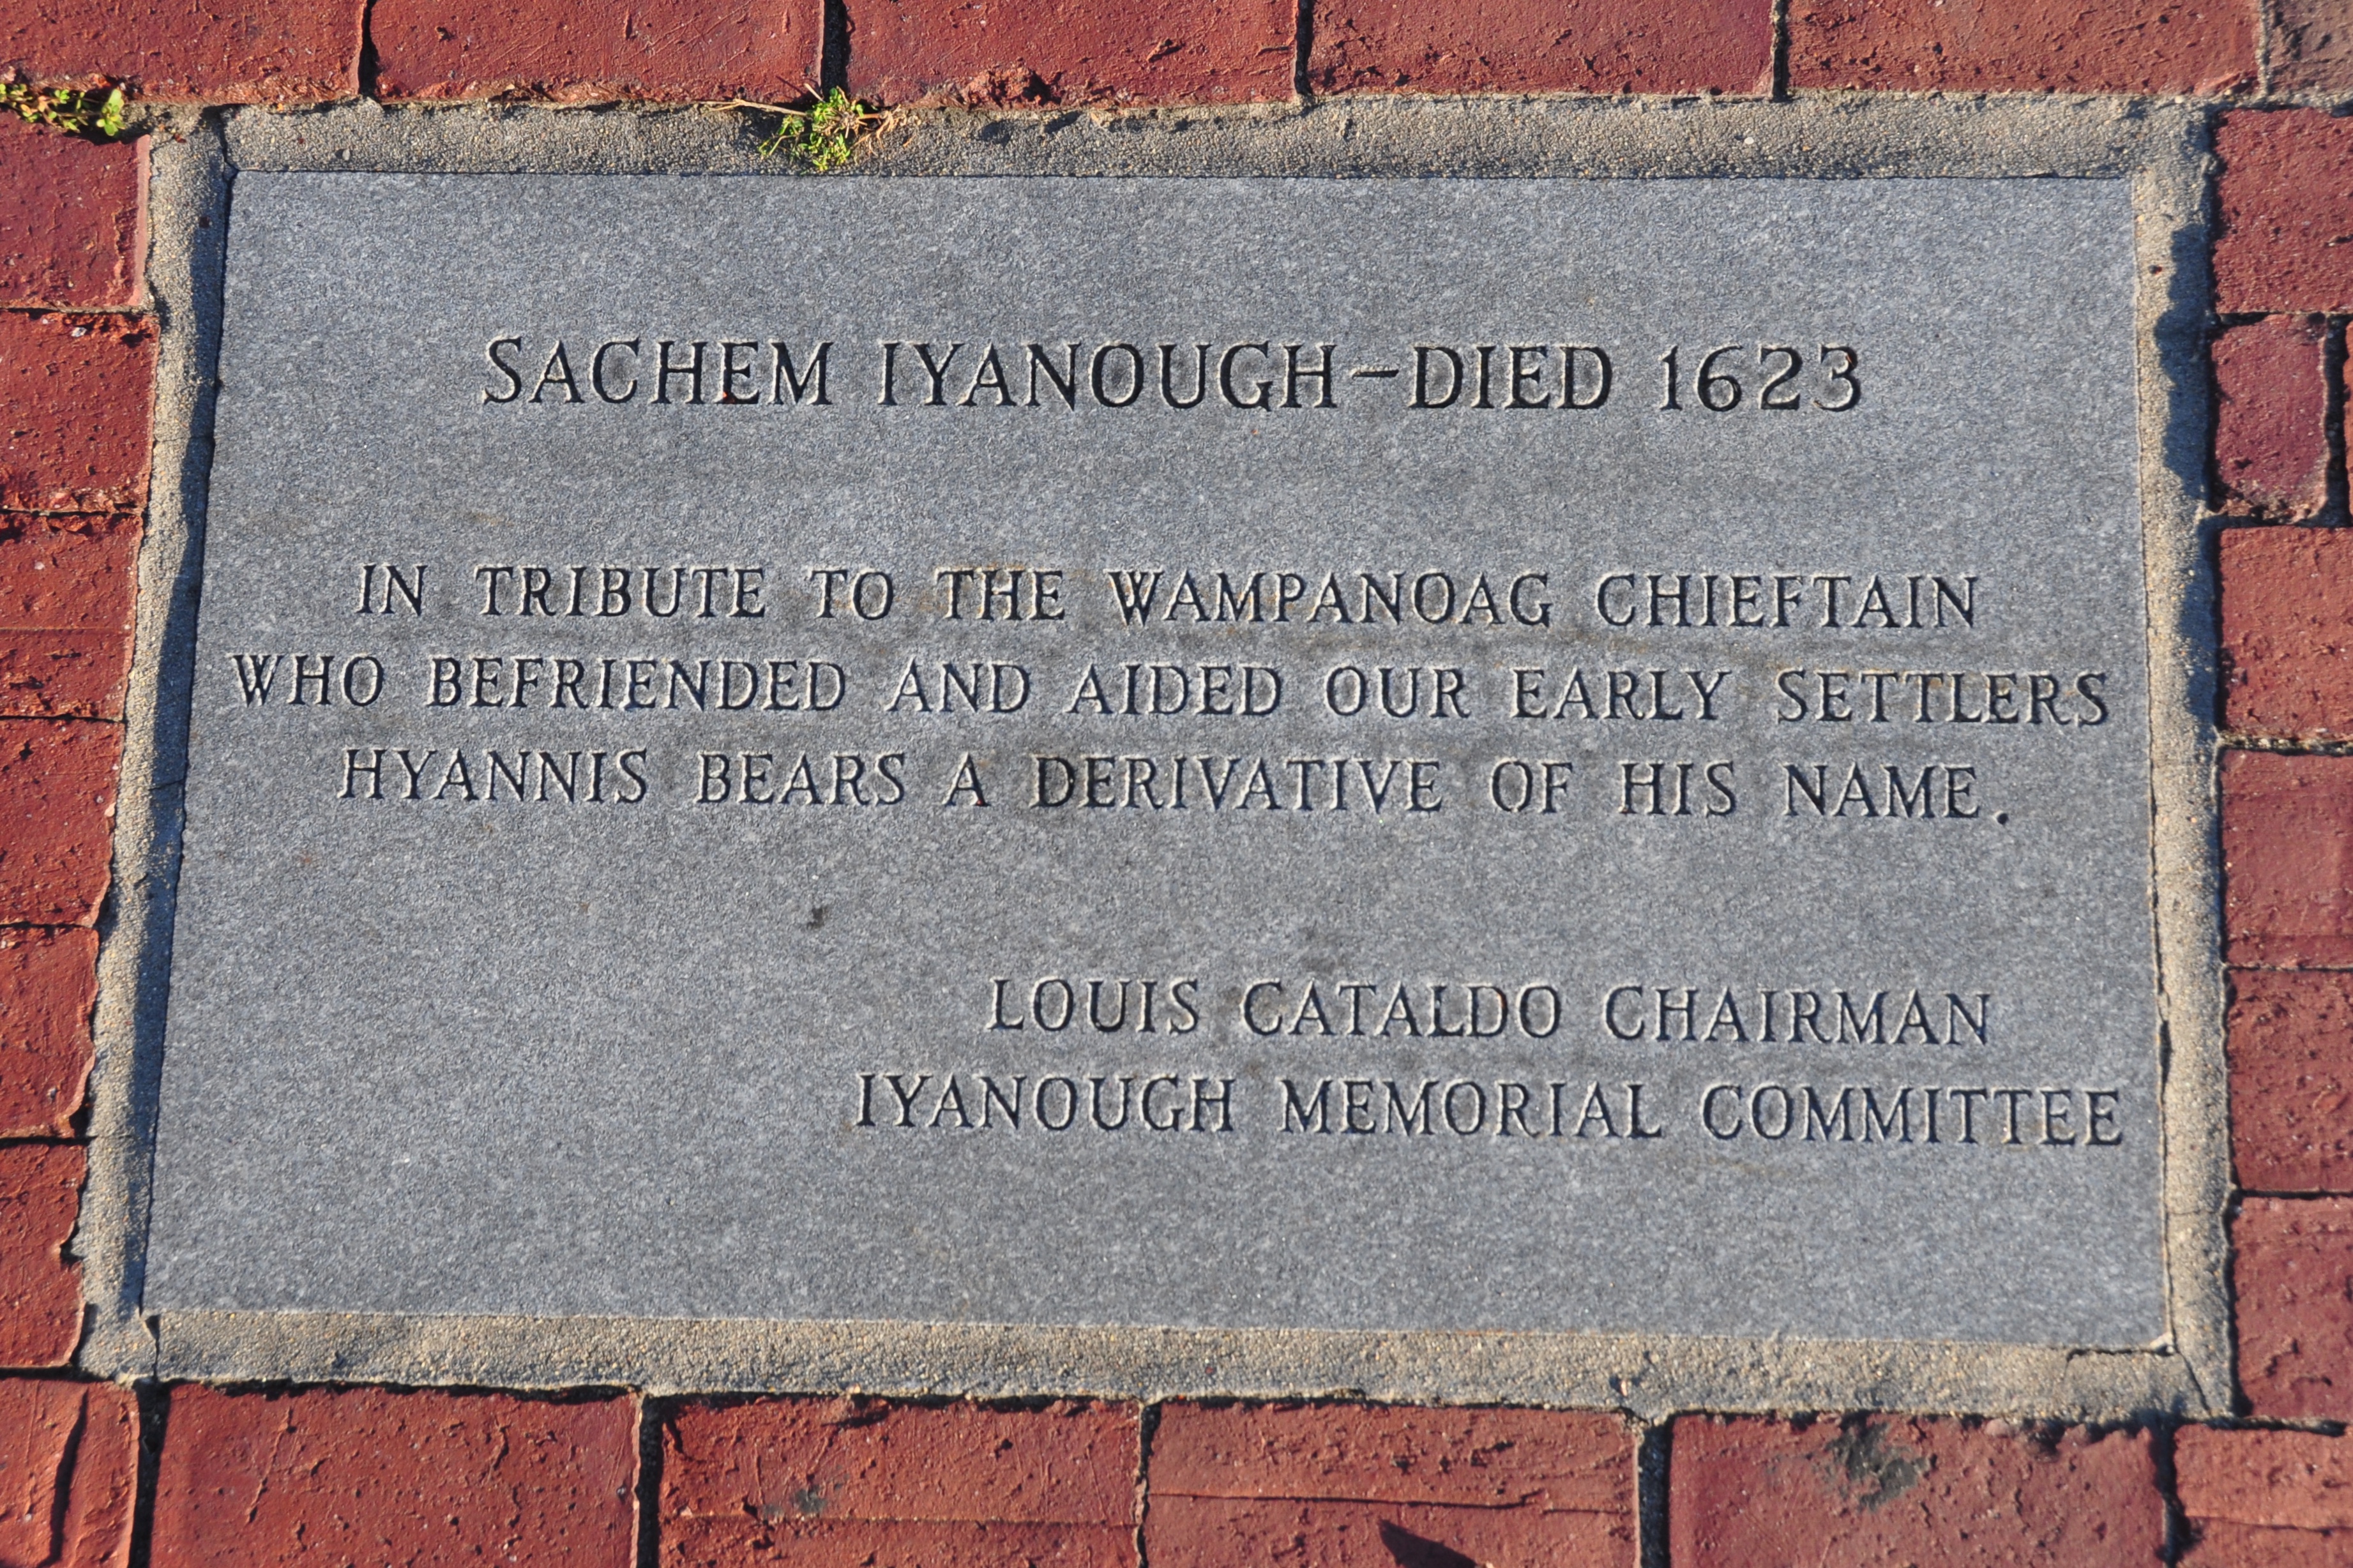 SACHEM IYANOUGH-DIED 1623
IN TRIBUTE TO THE WAMPANOAG CHIEFTAIN
WHO BEFRIENDED AND AIDED OUR EARLY SETTLERS
HYANNIS BEARS A DERIVATIVE OF HIS NAME.
LOUIS CATALDO CHAIRMAN
IYANOUGH MEMORIAL COMMITTEE